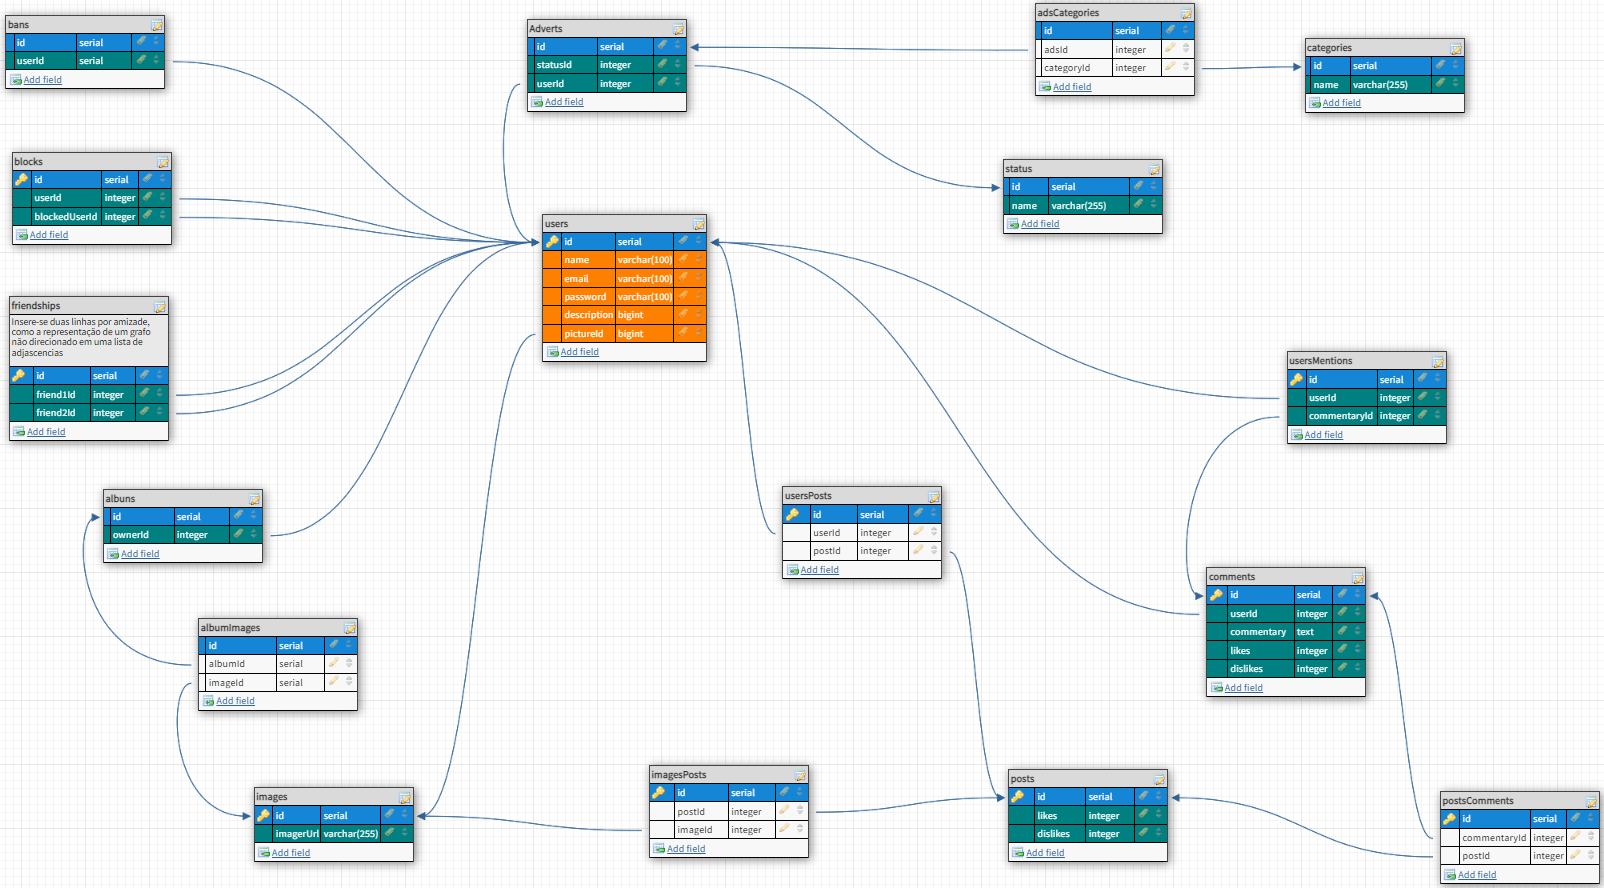 bans
id serial
userId serial
Add field
Adverts
id serial
statusId integer
userId integer
Add field
adsCategories
id serial
adsId integer
categoryId integer
Add field
categories
id serial
name varchar(255)
Add field
blocks
id serial
userId integer
blockedUserId integer
Add field
status
id serial
name varchar(255)
Add field
users
id serial
name varchar(100)
email varchar(100)
password varchar(100)
description bigint
pictureId bigint
Add field
friendships
Insere-se duas linhas por amizade,
como a representação de um grafo
não direcionado em uma lista de
adjascencias
id serial
friend1Id integer
friend2Id integer
Add field
usersMentions
id serial
userId integer
commentaryId integer
Add field
albuns
id serial
ownerId integer
Add field
usersPosts
id serial
userId integer
postId integer
Add field
comments
id serial
userId integer
commentary text
likes integer
dislikes integer
Add field
albumImages
id serial
albumId serial
imageId serial
Add field
images
id serial
imagerUrl varchar(255)
Add field
imagesPosts
id serial
postId integer
imageId integer
Add field
posts
id serial
likes integer
dislikes integer
Add field
postsComments
id serial
commentaryId integer
postId integer
Add field